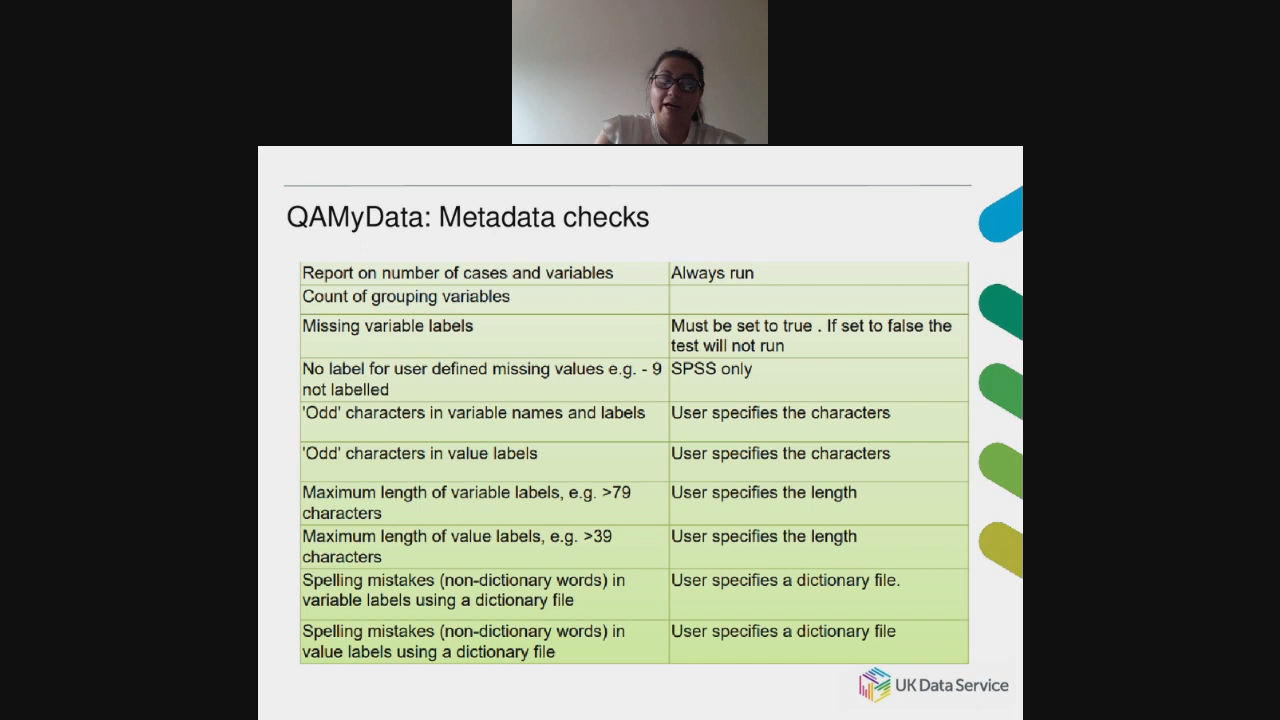 QAMyData: Metadata checks
Report on number of cases and variables
Always run
Count of grouping variables
Missing variable labels
Must be set to true . If set to false the
test will not run
No label for user defined missing values e.g. - 9
not labelled
SPSS only
'Odd' characters in variable names and labels
User specifies the characters
'Odd' characters in value labels
User specifies the characters
Maximum length of variable labels, e.g. >79
characters
User specifies the length
Maximum length of value labels, e.g. >39
characters
User specifies the length
Spelling mistakes (non-dictionary words) in
variable labels using a dictionary file
User specifies a dictionary file.
Spelling mistakes (non-dictionary words) in
value labels using a dictionary file
User specifies a dictionary file
UK Data Service